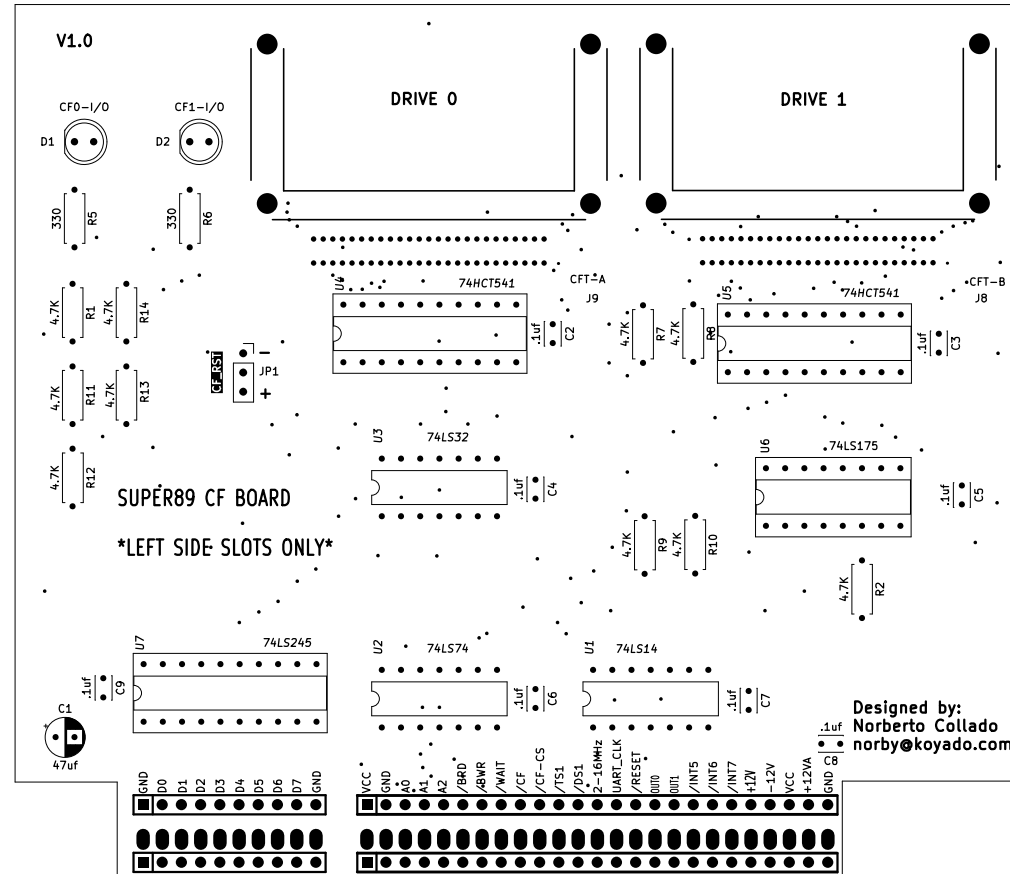 V1.0
DRIVE 0
DRIVE 1
CF0-I/O
CF1-I/O
D1
D2
330
R5
330
R6
U4
74HCT541
CFT-A
J9
U5
74HCT541
CFT-B
J8
4.7K
R1
4.7K
R14
.1uf
C2
4.7K
R7
4.7K
R8
.1uf
C3
CF_RST
JP1
−
+
4.7K
R11
4.7K
R13
U3
74LS32
U6
74LS175
4.7K
R12
.1uf
C4
.1uf
C5
SUPER89 CF BOARD
*LEFT SIDE SLOTS ONLY*
4.7K
R9
4.7K
R10
4.7K
R2
U7
74LS245
U2
74LS74
U1
74LS14
.1uf
C9
.1uf
C6
.1uf
C7
C1
+
47uf
Designed by:
Norberto Collado
norby@koyado.com
.1uf
C8
GND
D0
D1
D2
D3
D4
D5
D6
D7
GND
VCC
GND
A0
A1
A2
/BRD
/BWR
/WAIT
/CF
/CF-CS
/TS1
/DS1
2-16MHz
UART_CLK
/RESET
OUT0
OUT1
/INT5
/INT6
/INT7
+12V
-12V
VCC
+12VA
GND